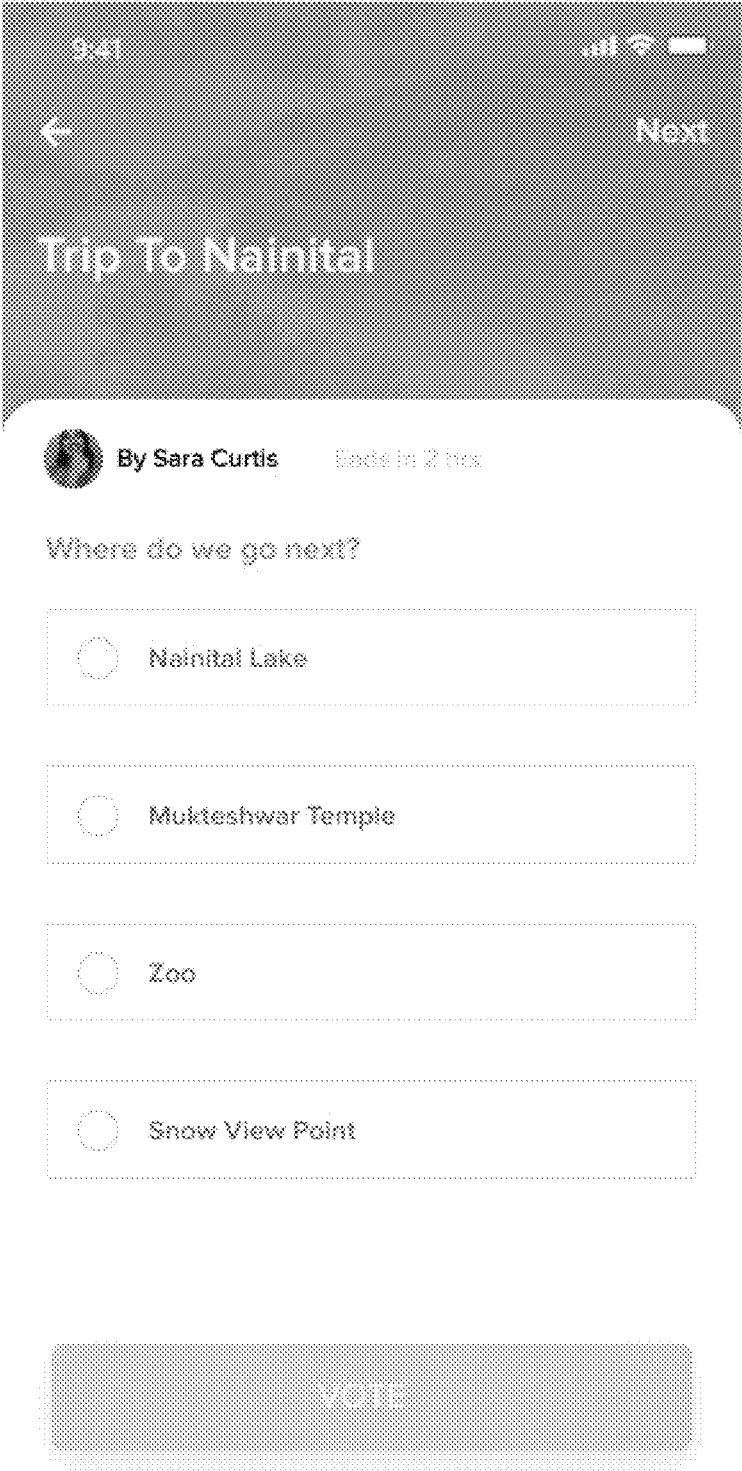 9:41
Next
Trip To Nainital
By Sara Curtis Ends in 2 hrs
Where do we go next?
Nainital Lake
Mukteshwar Temple
Zoo
Snow View Point
VOTE